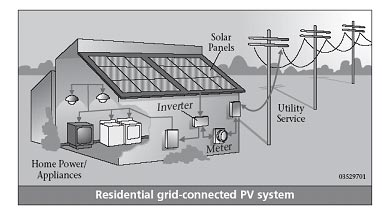 Solar
Panels
Inverter
Utility
Service
Meter
Home Power/
Appliances
03529701
Residential grid-connected PV system